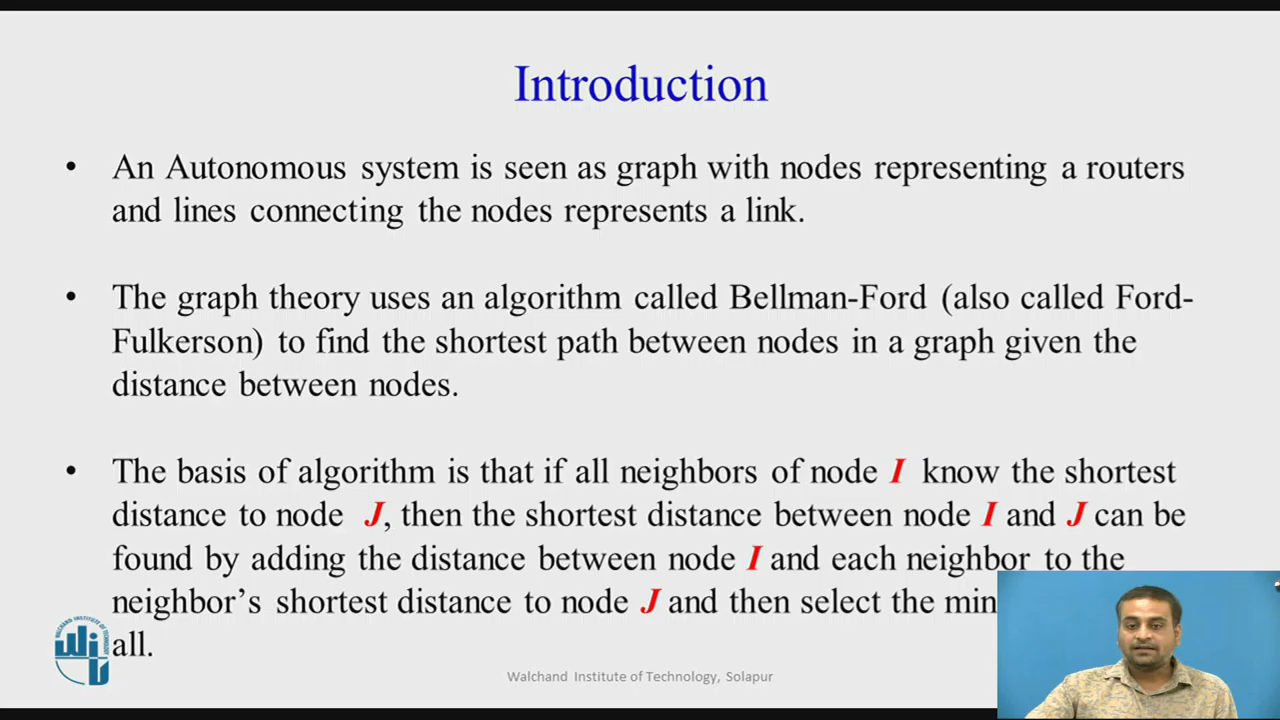 Introduction
• An Autonomous system is seen as graph with nodes representing a routers
and lines connecting the nodes represents a link.
• The graph theory uses an algorithm called Bellman-Ford (also called Ford-
Fulkerson) to find the shortest path between nodes in a graph given the
distance between nodes.
• The basis of algorithm is that if all neighbors of node I know the shortest
distance to node J, then the shortest distance between node I and J can be
found by adding the distance between node I and each neighbor to the
neighbor’s shortest distance to node J and then select the min
all.
WALCHAND INSTITUTE OF TECHNOLOGY
WIT
Walchand Institute of Technology, Solapur